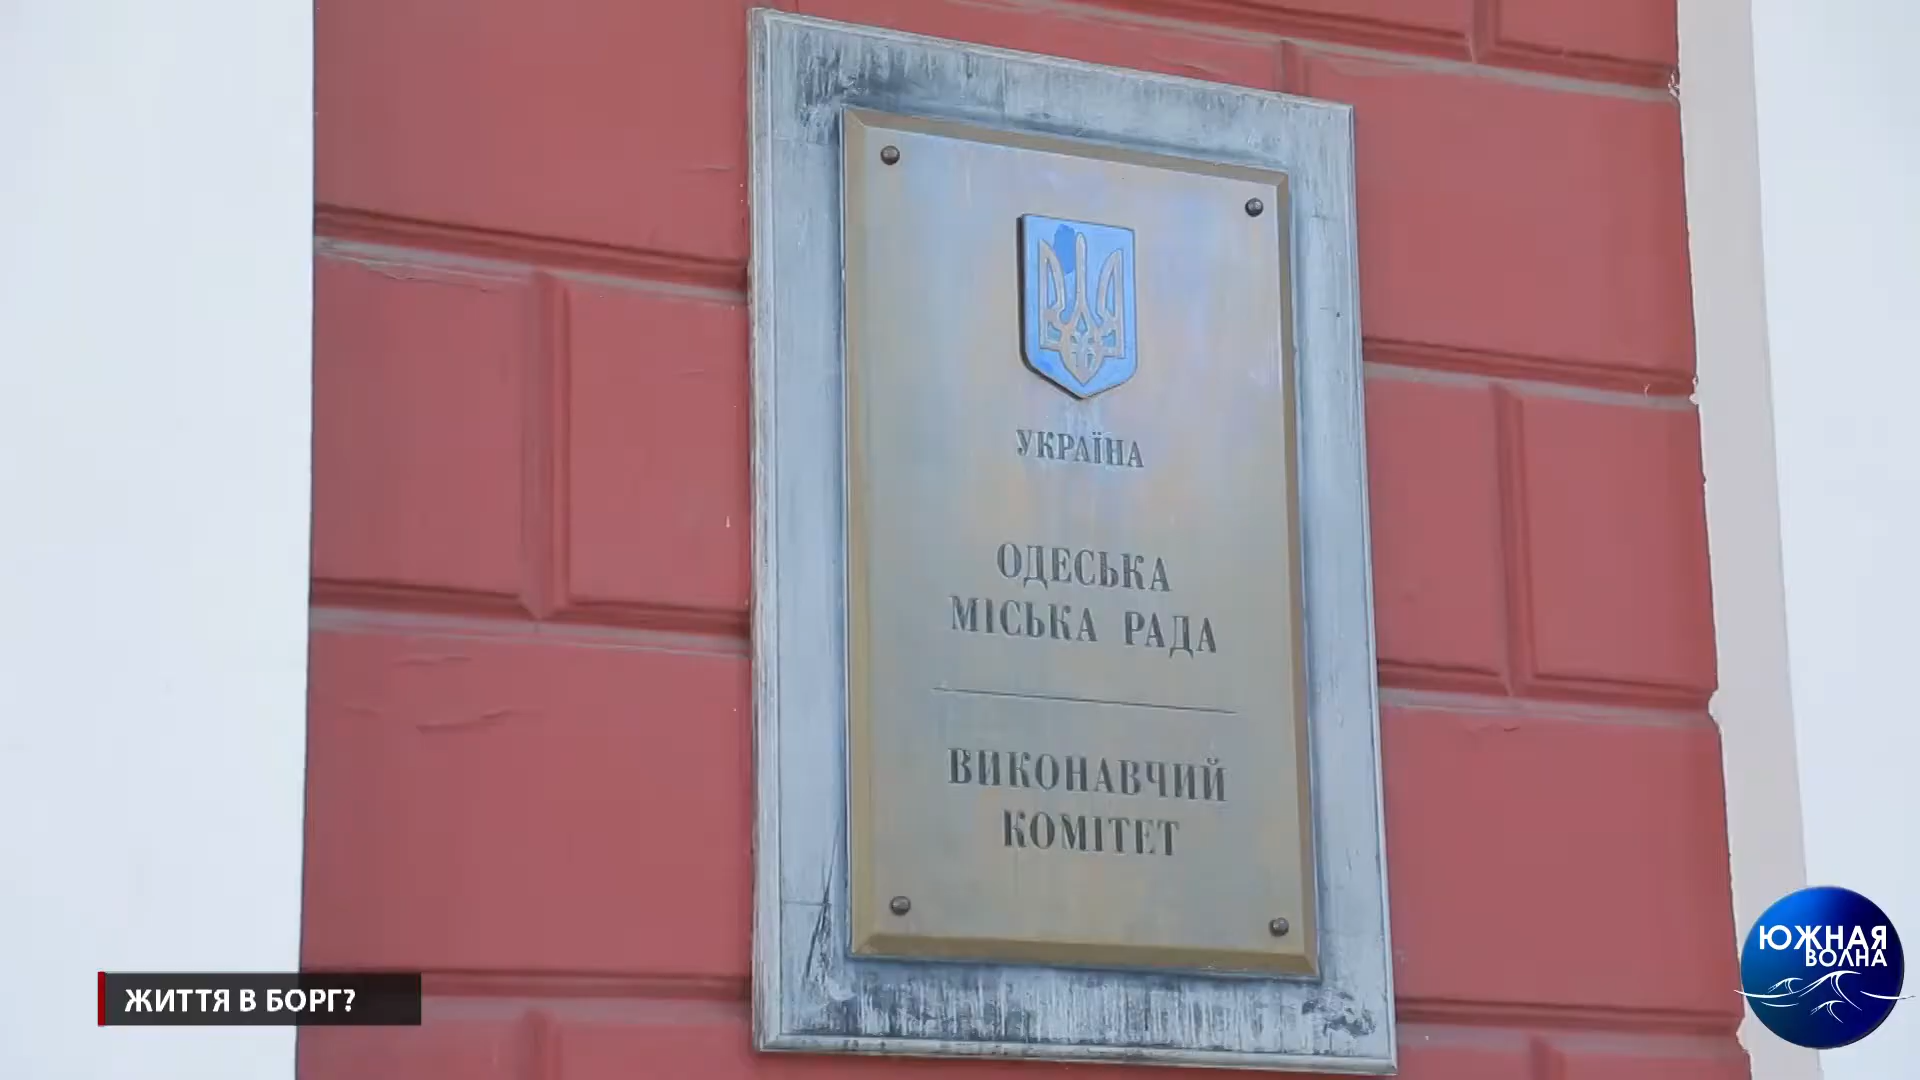 УКРАЇНА
ОДЕСЬКА
МІСЬКА РАДА
ВИКОНАВЧИЙ
КОМІТЕТ
ЖИТТЯ В БОРГ?
ЮЖНАЯ
ВОЛНА